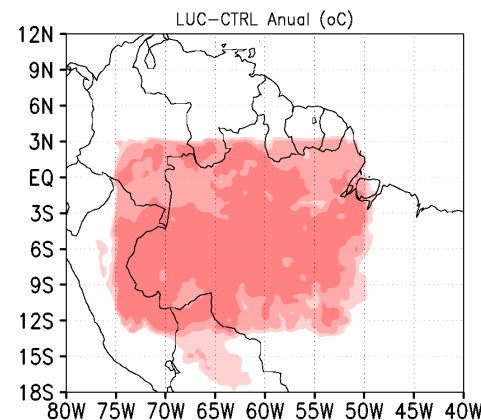 LUC-CTRL Anual (oC)
12N
9N
6N
3N
EQ
3S
6S
9S
12S
15S
18S
80W 75W 70W 65W 60W 55W 50W 45W 40W